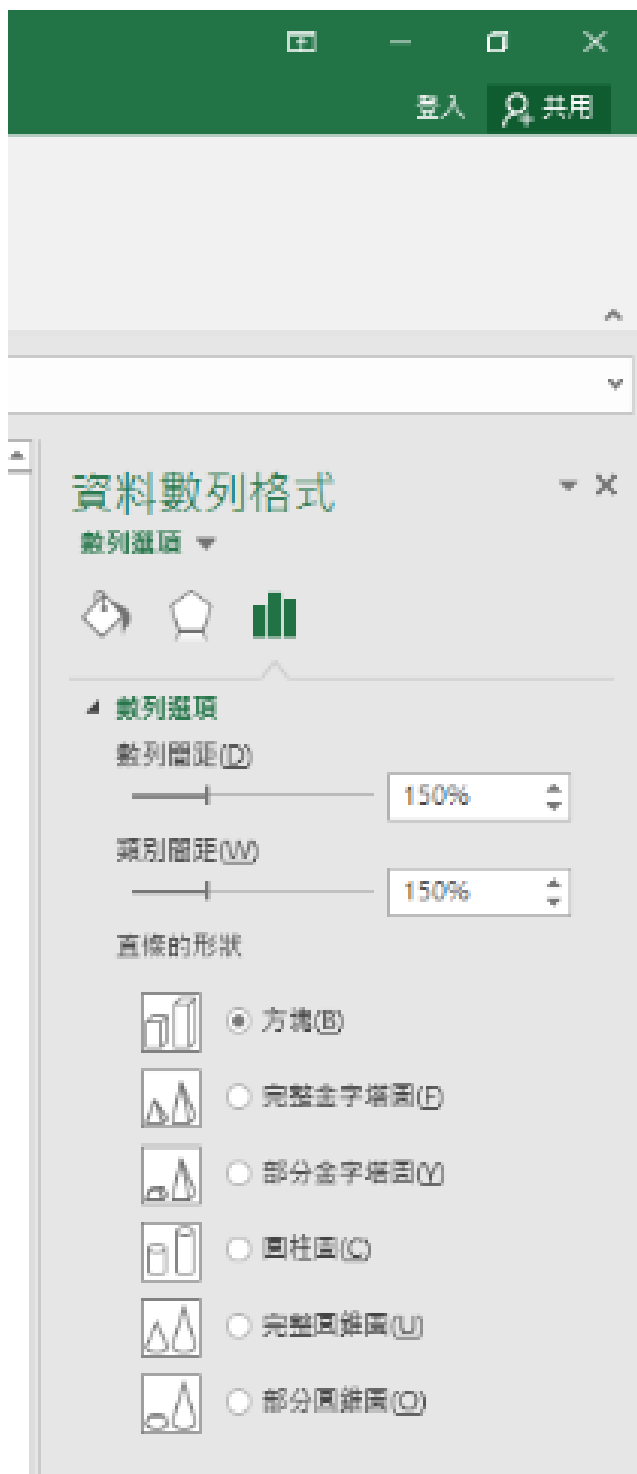 登入 共用
資料數列格式
數列選項
數列選項
數列間距(D)
150%
類別間距(W)
150%
直條的形狀
方塊(B)
完整金字塔圖(F)
部分金字塔圖(Y)
圓柱圖(C)
完整圓錐圖(U)
部分圓錐圖(O)